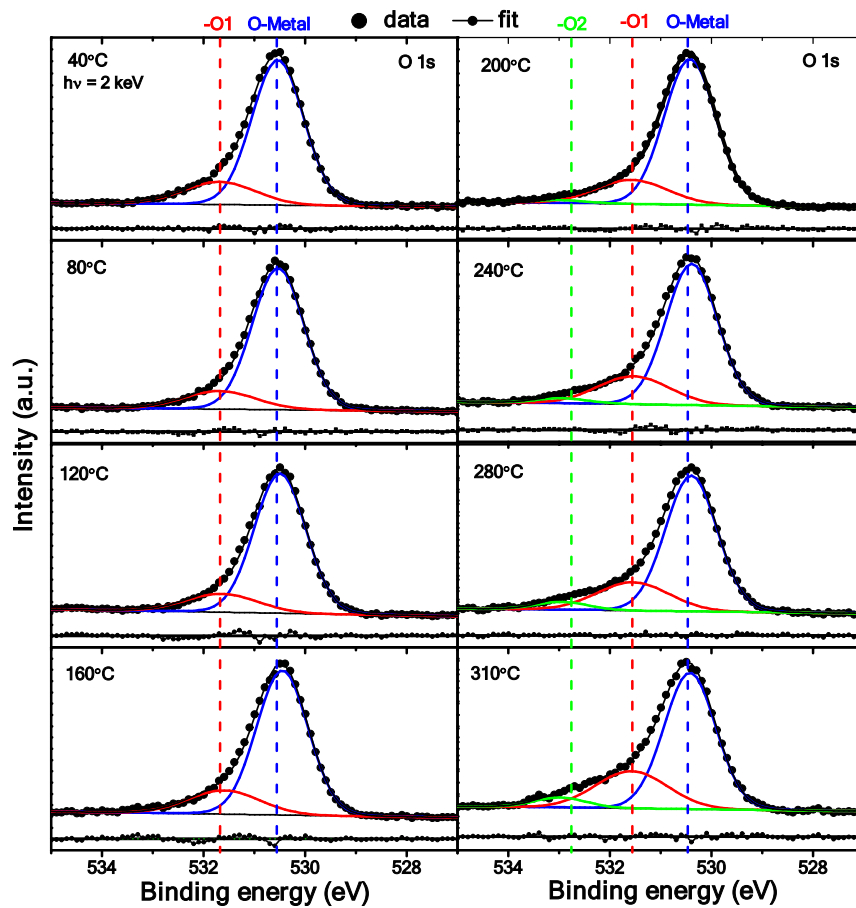 -O1 O-Metal ● data -●- fit -O2 -O1 O-Metal
40°C O 1s
hν = 2 keV
200°C O 1s
80°C
240°C
120°C
280°C
160°C
310°C
Intensity (a.u.)
534 532 530 528
534 532 530 528
Binding energy (eV)
Binding energy (eV)